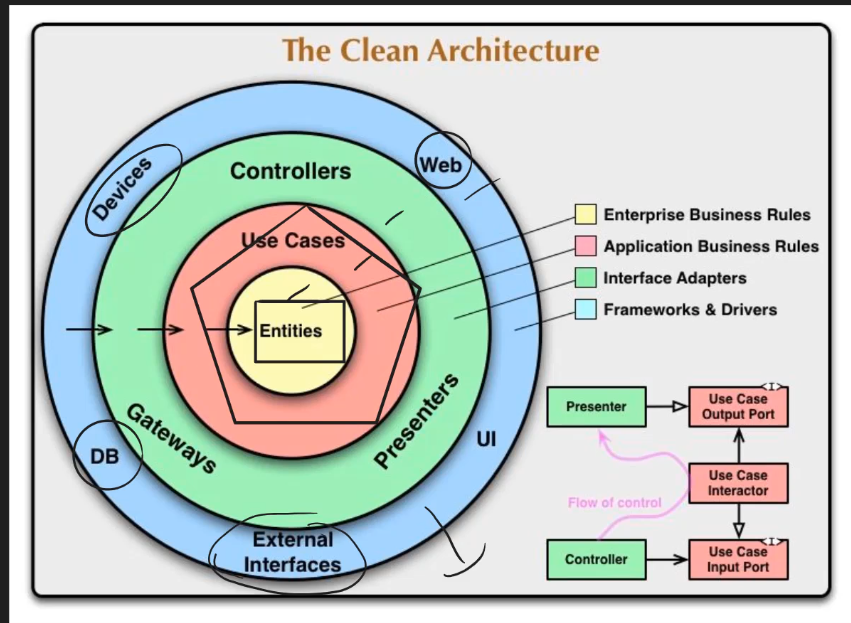 The Clean Architecture
Devices
Web
Controllers
Use Cases
Entities
Gateways
Presenters
DB
UI
External
Interfaces
Enterprise Business Rules
Application Business Rules
Interface Adapters
Frameworks & Drivers
Presenter
Use Case
Output Port
<I>
Flow of control
Use Case
Interactor
Controller
Use Case
Input Port
<I>